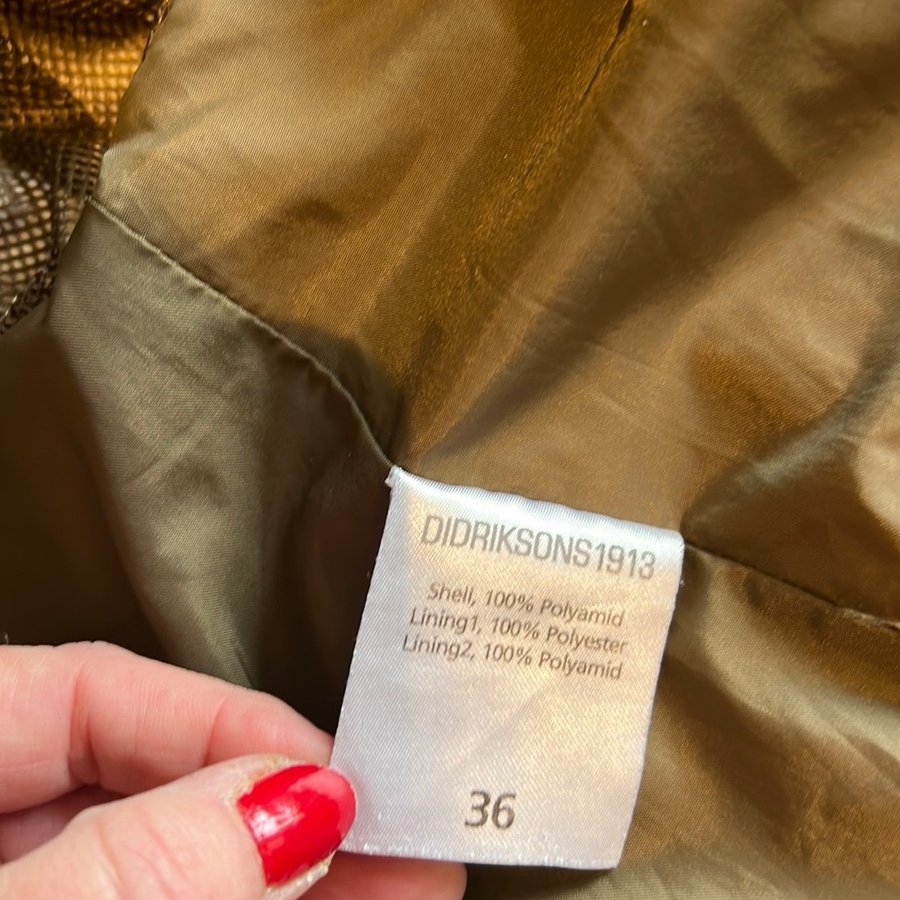 DIDRIKSONS1913
Shell, 100% Polyamid
Lining1, 100% Polyester
Lining2, 100% Polyamid
36